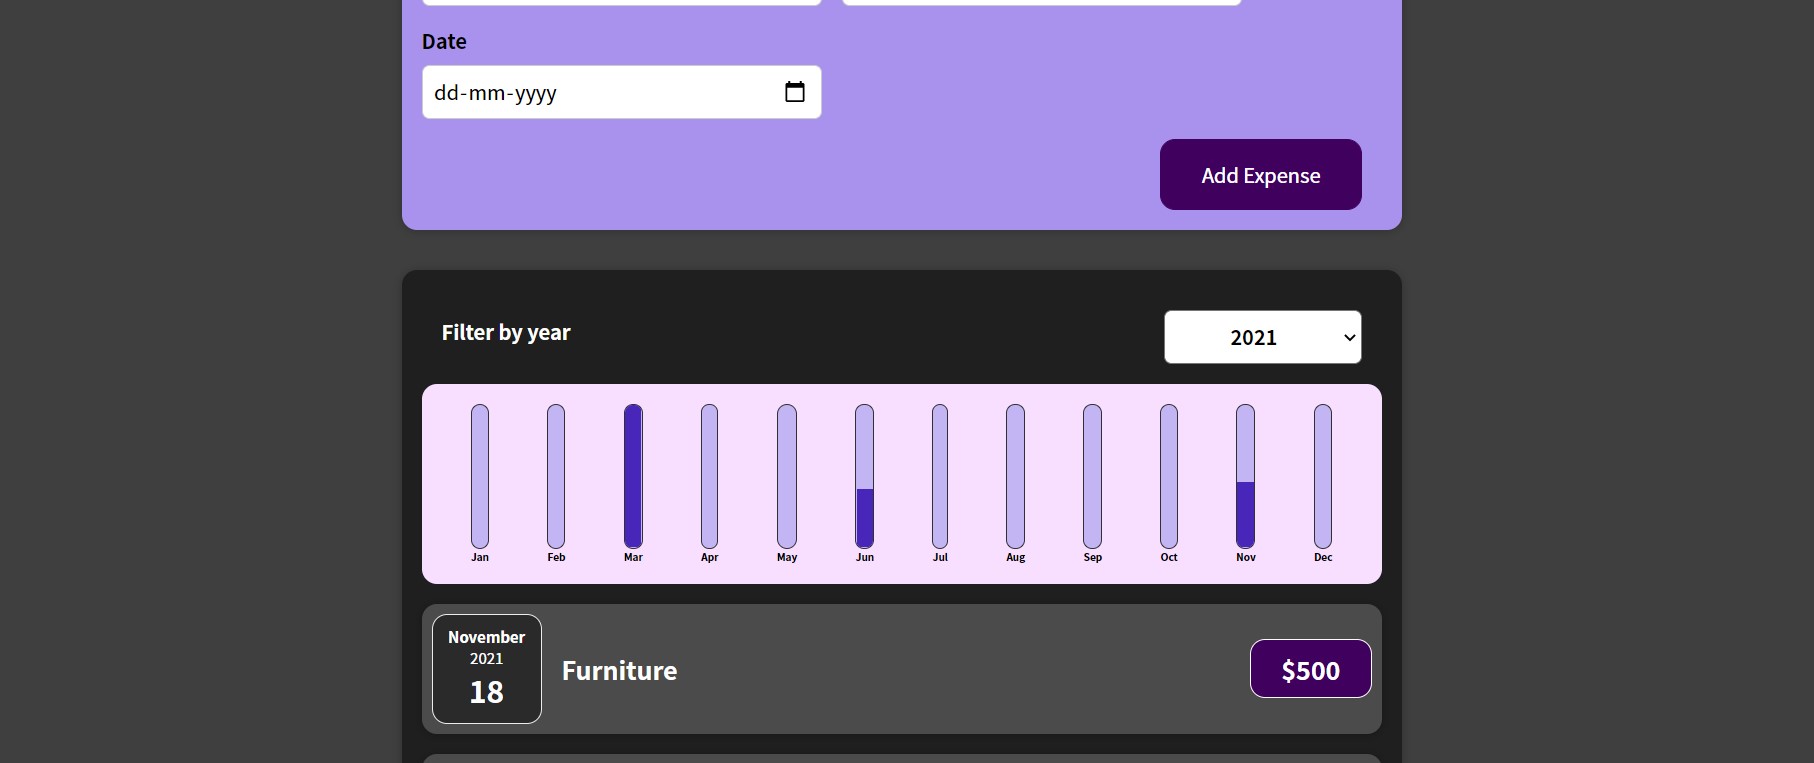 Date
dd-mm-yyyy
Add Expense
Filter by year
2021
Jan Feb Mar Apr May Jun Jul Aug Sep Oct Nov Dec
November
2021
18
Furniture
$500